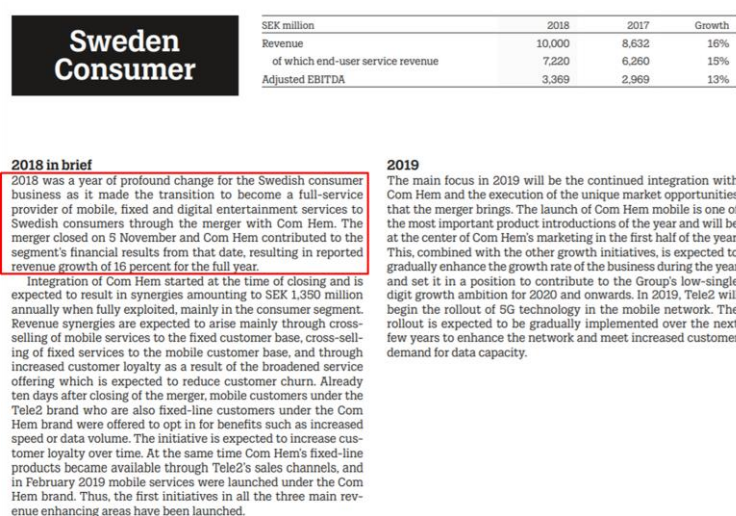 Sweden
Consumer
SEK million 2018 2017 Growth
Revenue 10,000 8,632 16%
of which end-user service revenue 7,220 6,260 15%
Adjusted EBITDA 3,369 2,969 13%
2018 in brief
2018 was a year of profound change for the Swedish consumer
business as it made the transition to become a full-service
provider of mobile, fixed and digital entertainment services to
Swedish consumers through the merger with Com Hem. The
merger closed on 5 November and Com Hem contributed to the
segment's financial results from that date, resulting in reported
revenue growth of 16 percent for the full year.
Integration of Com Hem started at the time of closing and is
expected to result in synergies amounting to SEK 1,350 million
annually when fully exploited, mainly in the consumer segment.
Revenue synergies are expected to arise mainly through cross-
selling of mobile services to the fixed customer base, cross-sell-
ing of fixed services to the mobile customer base, and through
increased customer loyalty as a result of the broadened service
offering which is expected to reduce customer churn. Already
ten days after closing of the merger, mobile customers under the
Tele2 brand who are also fixed-line customers under the Com
Hem brand were offered to opt in for benefits such as increased
speed or data volume. The initiative is expected to increase cus-
tomer loyalty over time. At the same time Com Hem's fixed-line
products became available through Tele2's sales channels, and
in February 2019 mobile services were launched under the Com
Hem brand. Thus, the first initiatives in all the three main rev-
enue enhancing areas have been launched.
2019
The main focus in 2019 will be the continued integration with
Com Hem and the execution of the unique market opportunities
that the merger brings. The launch of Com Hem mobile is one of
the most important product introductions of the year and will be
at the center of Com Hem's marketing in the first half of the year
This, combined with the other growth initiatives, is expected to
gradually enhance the growth rate of the business during the year
and set it in a position to contribute to the Group's low-single
digit growth ambition for 2020 and onwards. In 2019, Tele2 will
begin the rollout of 5G technology in the mobile network. The
rollout is expected to be gradually implemented over the next
few years to enhance the network and meet increased customer
demand for data capacity.